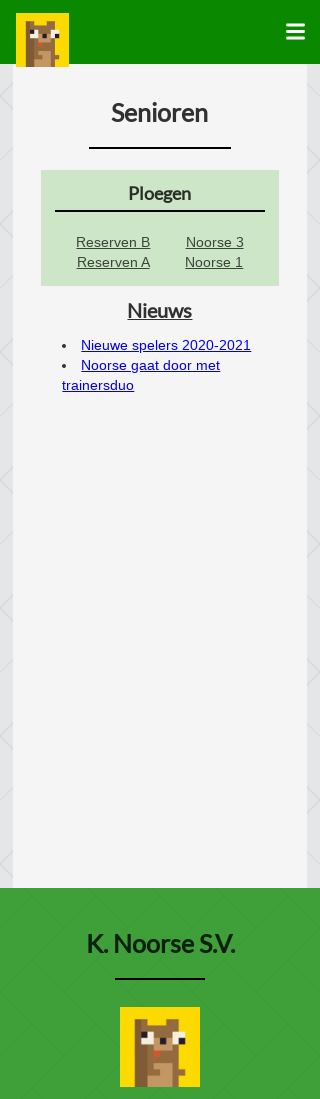 Senioren
Ploegen
Reserven B Noorse 3
Reserven A Noorse 1
Nieuws
• Nieuwe spelers 2020-2021
• Noorse gaat door met
trainersduo
K. Noorse S.V.